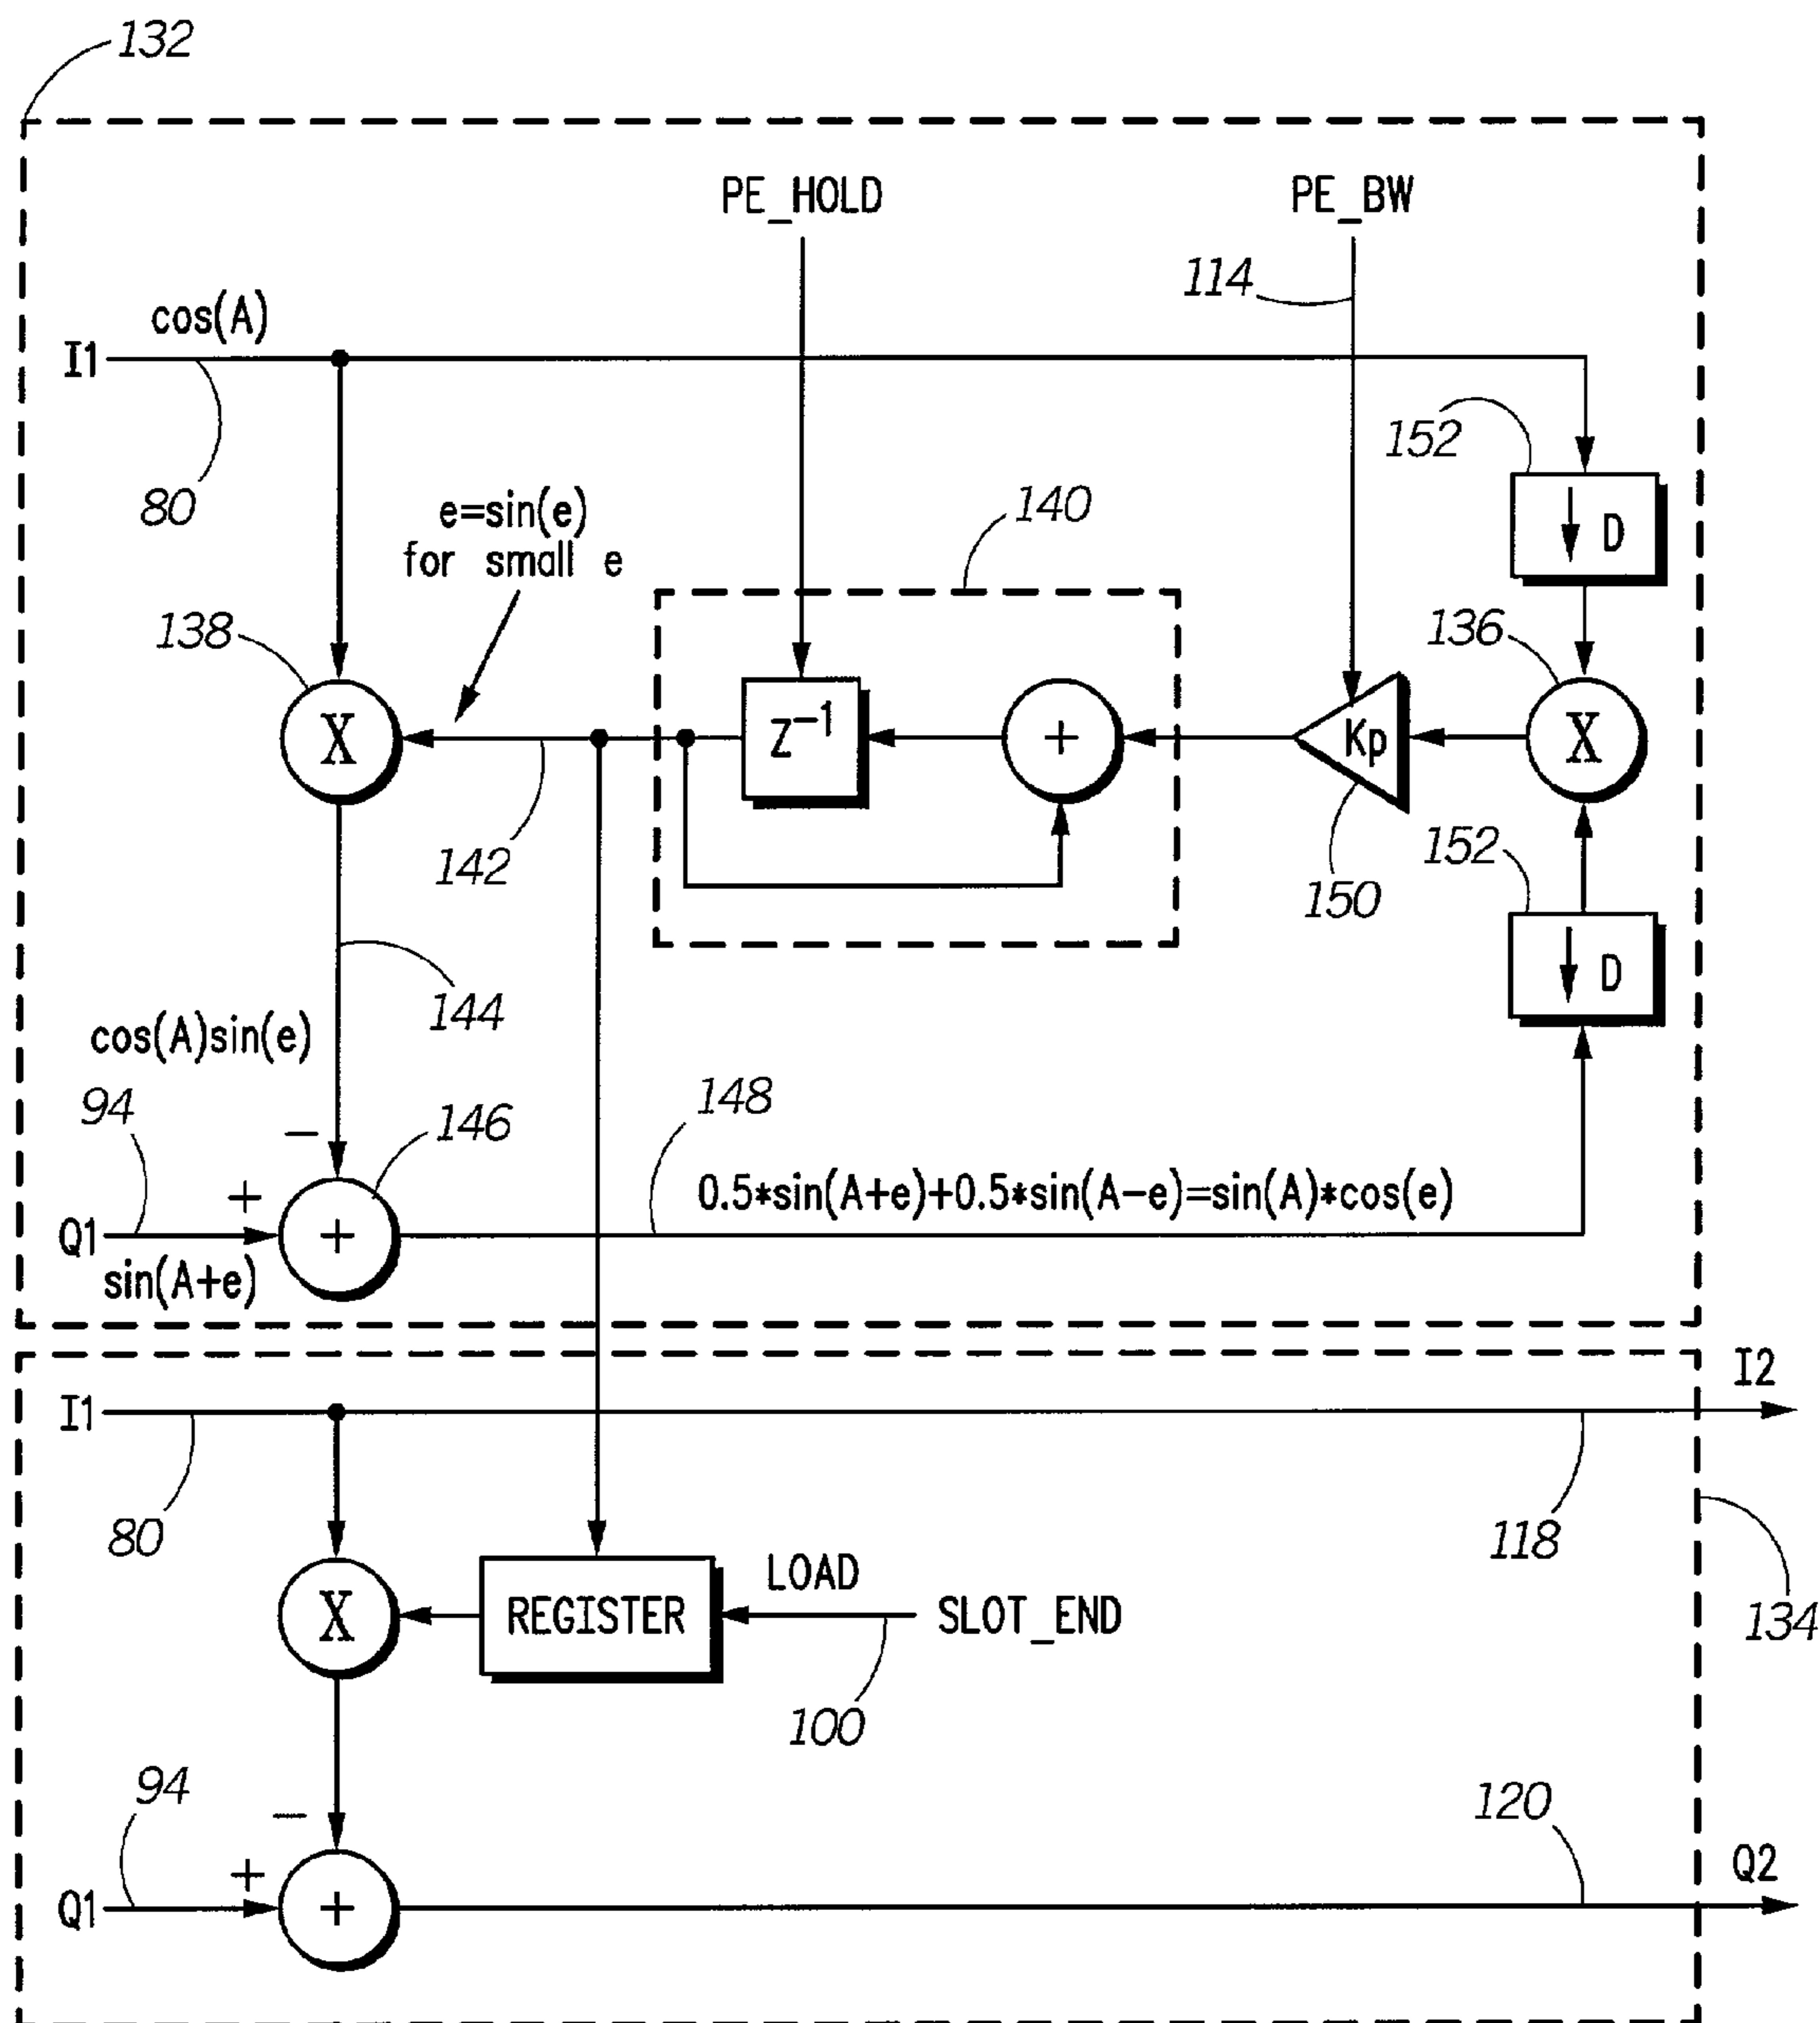 132
PE_HOLD
PE_BW
114
cos(A)
I1
80
152
e=sin(e)
for small e
140
↓ D
138
136
X
Z⁻¹
+
Kp
X
142
150
152
144
↓ D
cos(A)sin(e)
94
146
148
−
+
0.5*sin(A+e)+0.5*sin(A-e)=sin(A)*cos(e)
Q1
+
sin(A+e)
I2
I1
80
118
134
LOAD
X
REGISTER
SLOT_END
100
94
120
−
+
Q2
Q1
+